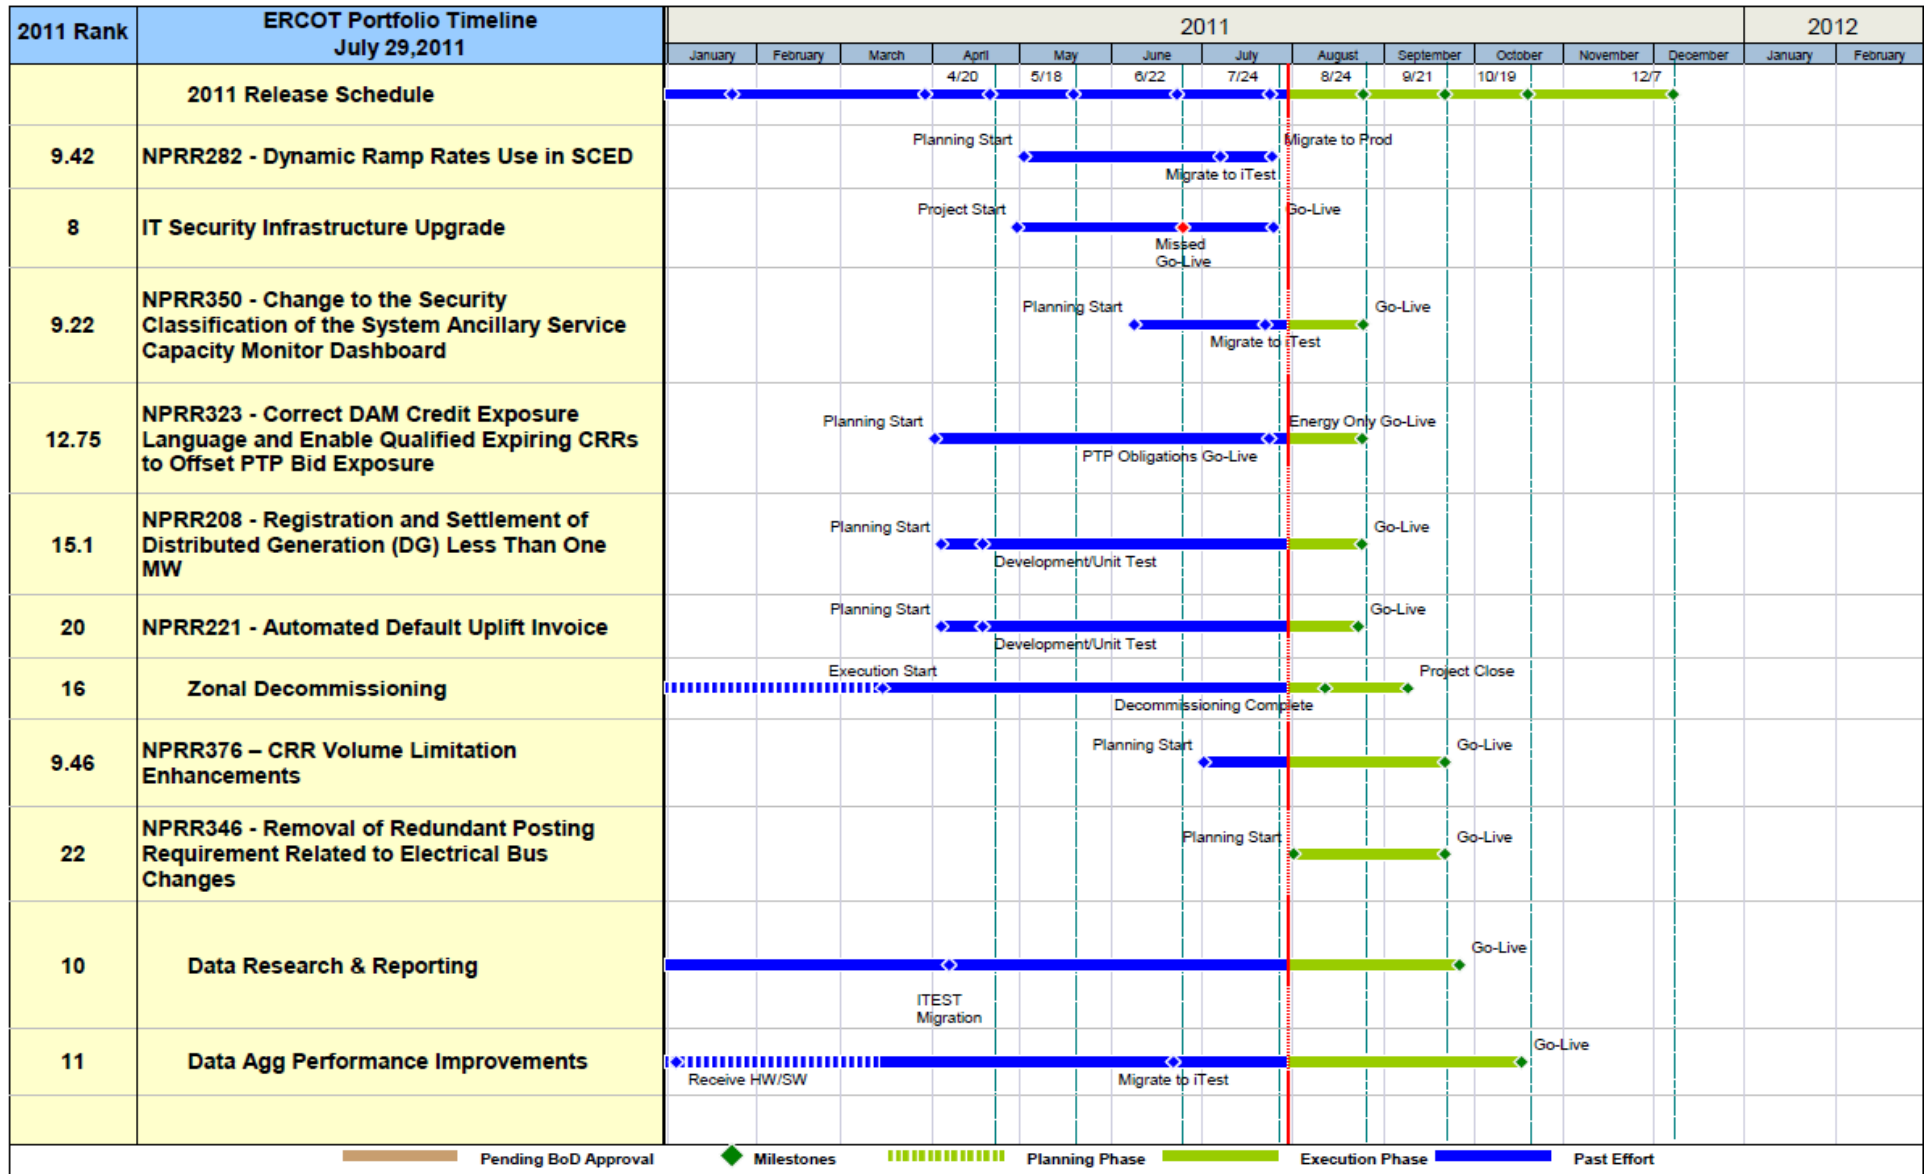 2011 Rank
ERCOT Portfolio Timeline
July 29,2011
2011
2012
January February March April May June July August September October November December January February
2011 Release Schedule
4/20 5/18 6/22 7/24 8/24 9/21 10/19 12/7
9.42
NPRR282 - Dynamic Ramp Rates Use in SCED
Planning Start
Migrate to Prod
Migrate to iTest
8
IT Security Infrastructure Upgrade
Project Start
Go-Live
Missed
Go-Live
9.22
NPRR350 - Change to the Security
Classification of the System Ancillary Service
Capacity Monitor Dashboard
Planning Start
Go-Live
Migrate to iTest
12.75
NPRR323 - Correct DAM Credit Exposure
Language and Enable Qualified Expiring CRRs
to Offset PTP Bid Exposure
Planning Start
Energy Only Go-Live
PTP Obligations Go-Live
15.1
NPRR208 - Registration and Settlement of
Distributed Generation (DG) Less Than One
MW
Planning Start
Go-Live
Development/Unit Test
20
NPRR221 - Automated Default Uplift Invoice
Planning Start
Go-Live
Development/Unit Test
16
Zonal Decommissioning
Execution Start
Project Close
Decommissioning Complete
9.46
NPRR376 – CRR Volume Limitation
Enhancements
Planning Start
Go-Live
22
NPRR346 - Removal of Redundant Posting
Requirement Related to Electrical Bus
Changes
Planning Start
Go-Live
10
Data Research & Reporting
Go-Live
ITEST
Migration
11
Data Agg Performance Improvements
Go-Live
Receive HW/SW
Migrate to iTest
Pending BoD Approval Milestones Planning Phase Execution Phase Past Effort